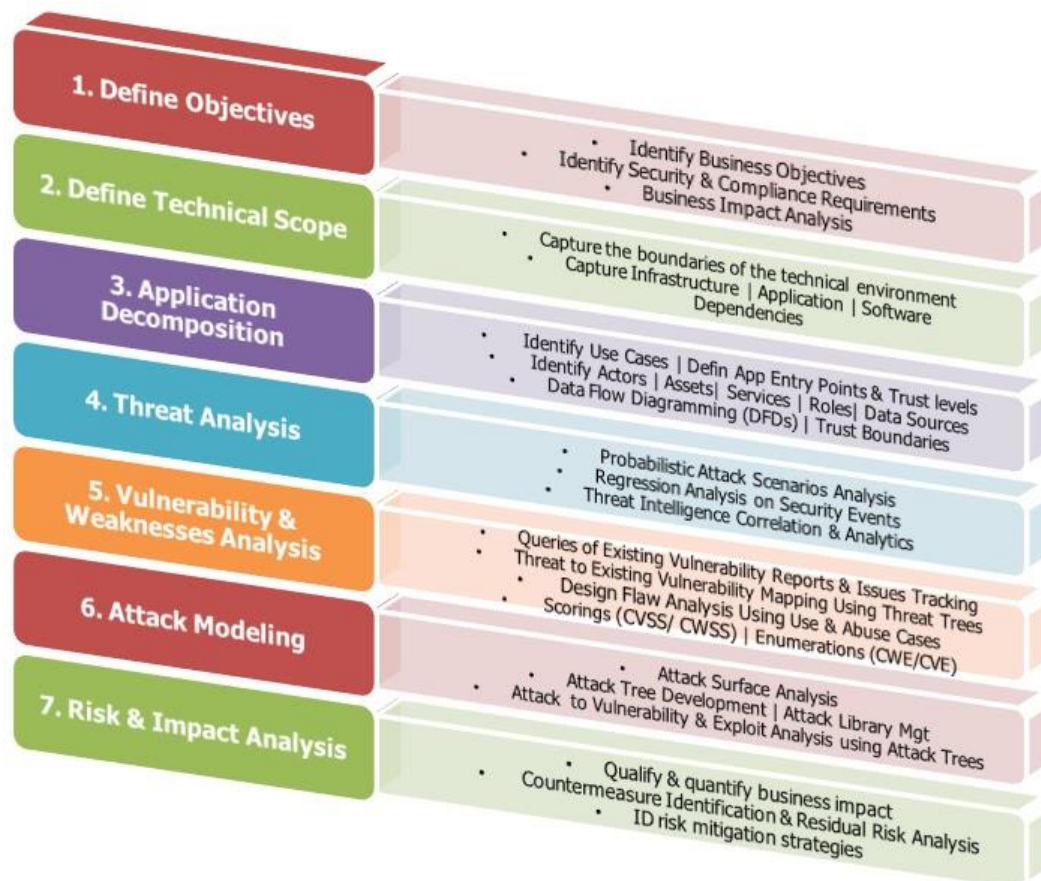 1. Define Objectives
• Identify Business Objectives
• Identify Security & Compliance Requirements
• Business Impact Analysis
2. Define Technical Scope
• Capture the boundaries of the technical environment
• Capture Infrastructure | Application | Software
Dependencies
3. Application
Decomposition
• Identify Use Cases | Defin App Entry Points & Trust levels
• Identify Actors | Assets| Services | Roles| Data Sources
• Data Flow Diagramming (DFDs) | Trust Boundaries
4. Threat Analysis
• Probabilistic Attack Scenarios Analysis
• Regression Analysis on Security Events
• Threat Intelligence Correlation & Analytics
5. Vulnerability &
Weaknesses Analysis
• Queries of Existing Vulnerability Reports & Issues Tracking
• Threat to Existing Vulnerability Mapping Using Threat Trees
• Design Flaw Analysis Using Use & Abuse Cases
• Scorings (CVSS/ CWSS) | Enumerations (CWE/CVE)
6. Attack Modeling
• Attack Surface Analysis
• Attack Tree Development | Attack Library Mgt
• Attack to Vulnerability & Exploit Analysis using Attack Trees
7. Risk & Impact Analysis
• Qualify & quantify business impact
• Countermeasure Identification & Residual Risk Analysis
• ID risk mitigation strategies